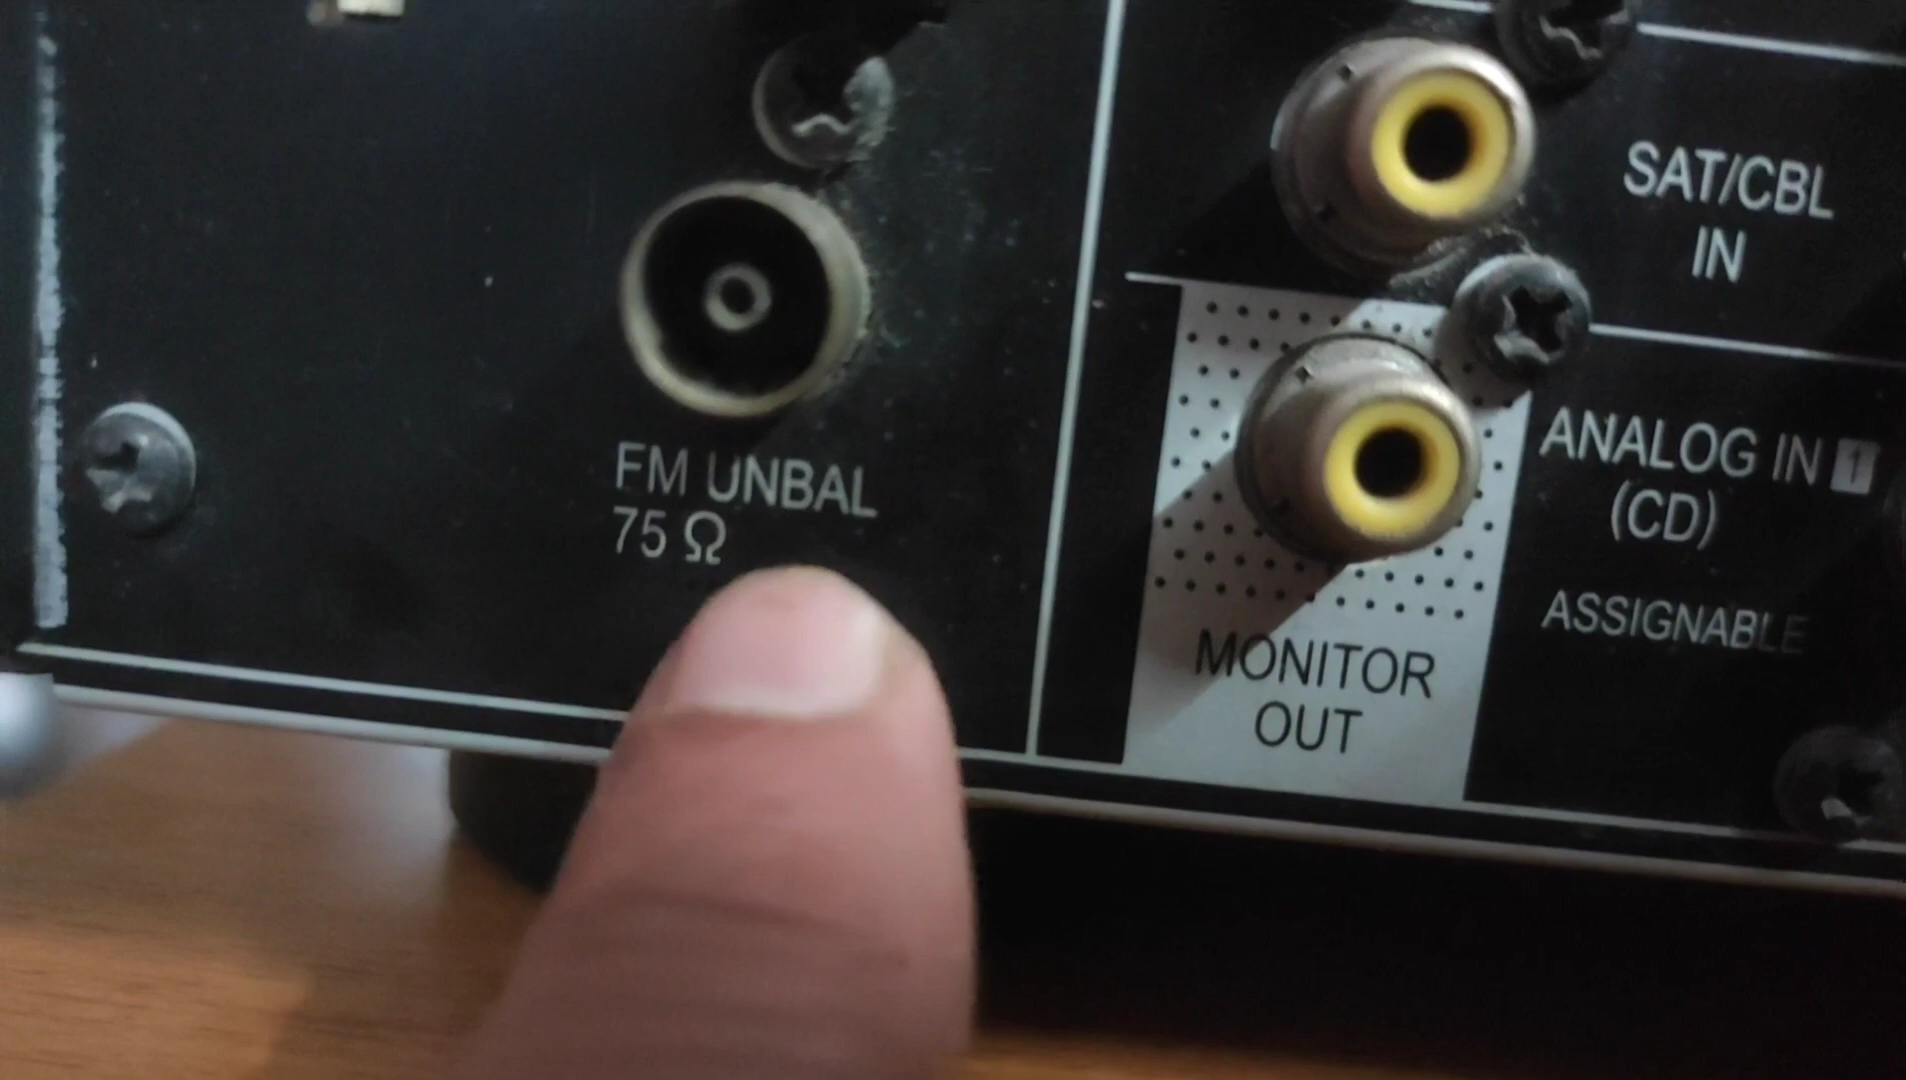 FM UNBAL
75 Ω
SAT/CBL
IN
ANALOG IN 1
(CD)
ASSIGNABLE
MONITOR
OUT